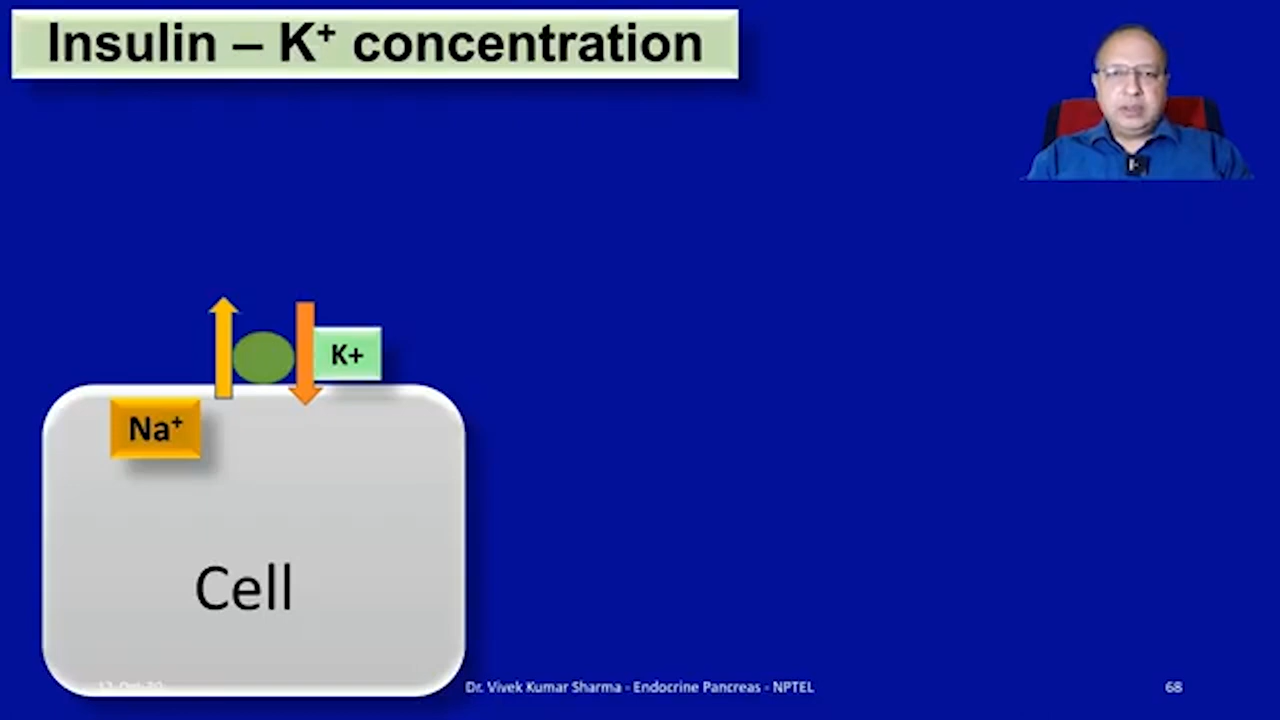 Insulin – K⁺ concentration
K+
Na⁺
Cell
Dr. Vivek Kumar Sharma - Endocrine Pancreas - NPTEL
68